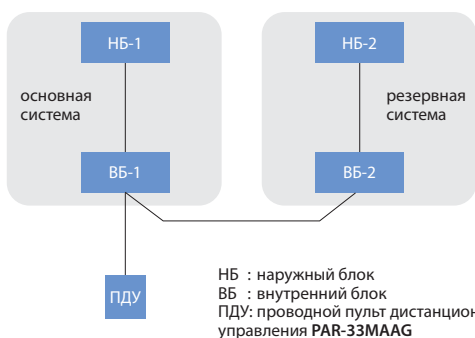 НБ-1
НБ-2
основная
система
резервная
система
ВБ-1
ВБ-2
ПДУ
НБ : наружный блок
ВБ : внутренний блок
ПДУ: проводной пульт
управления PAR-33MAAG